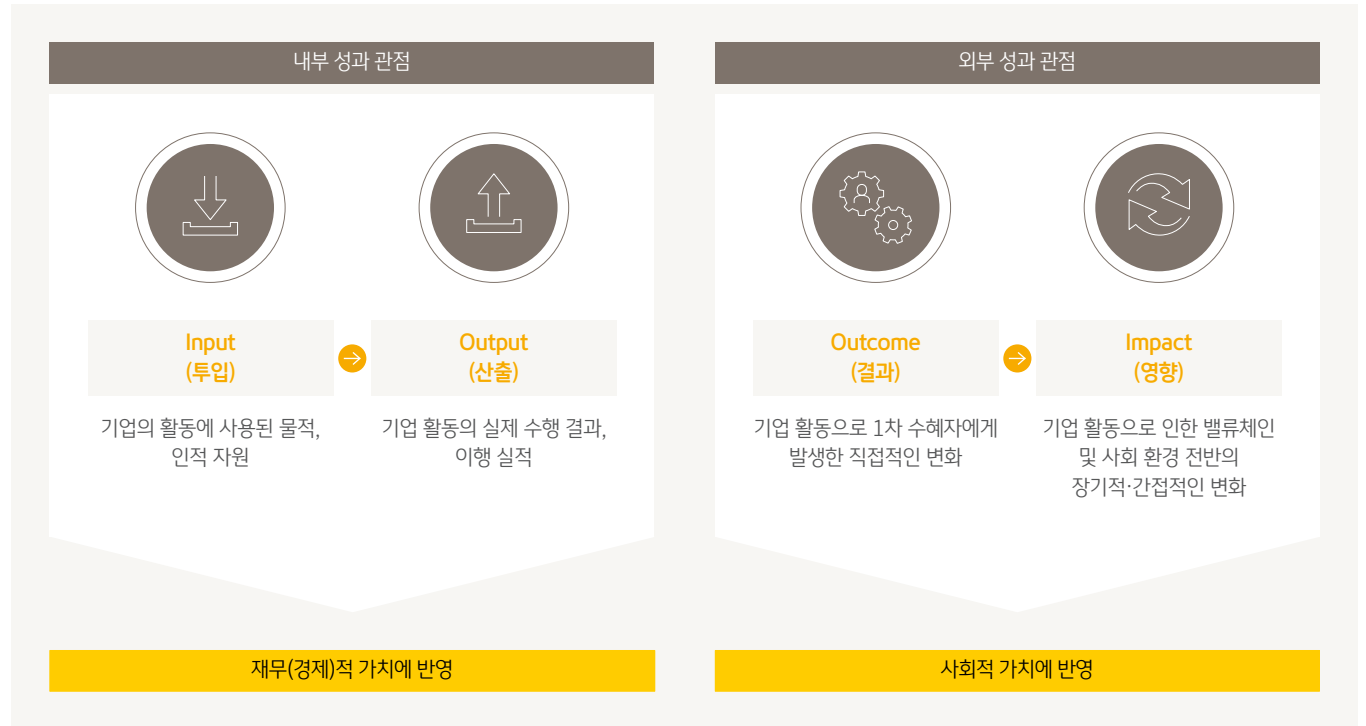 내부 성과 관점
Input
(투입)
기업의 활동에 사용된 물적,
인적 자원
Output
(산출)
기업 활동의 실제 수행 결과,
이행 실적
재무(경제)적 가치에 반영
외부 성과 관점
Outcome
(결과)
기업 활동으로 1차 수혜자에게
발생한 직접적인 변화
Impact
(영향)
기업 활동으로 인한 밸류체인
및 사회 환경 전반의
장기적·간접적인 변화
사회적 가치에 반영